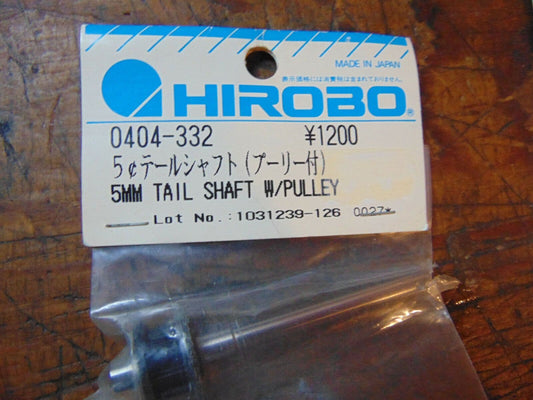 MADE IN JAPAN
表示価格には消費税は含まれておりません。
HIROBO®
0404-332 ¥1200
5¢テールシャフト(プーリー付)
5MM TAIL SHAFT W/PULLEY
Lot No.:1031239-126 0027*